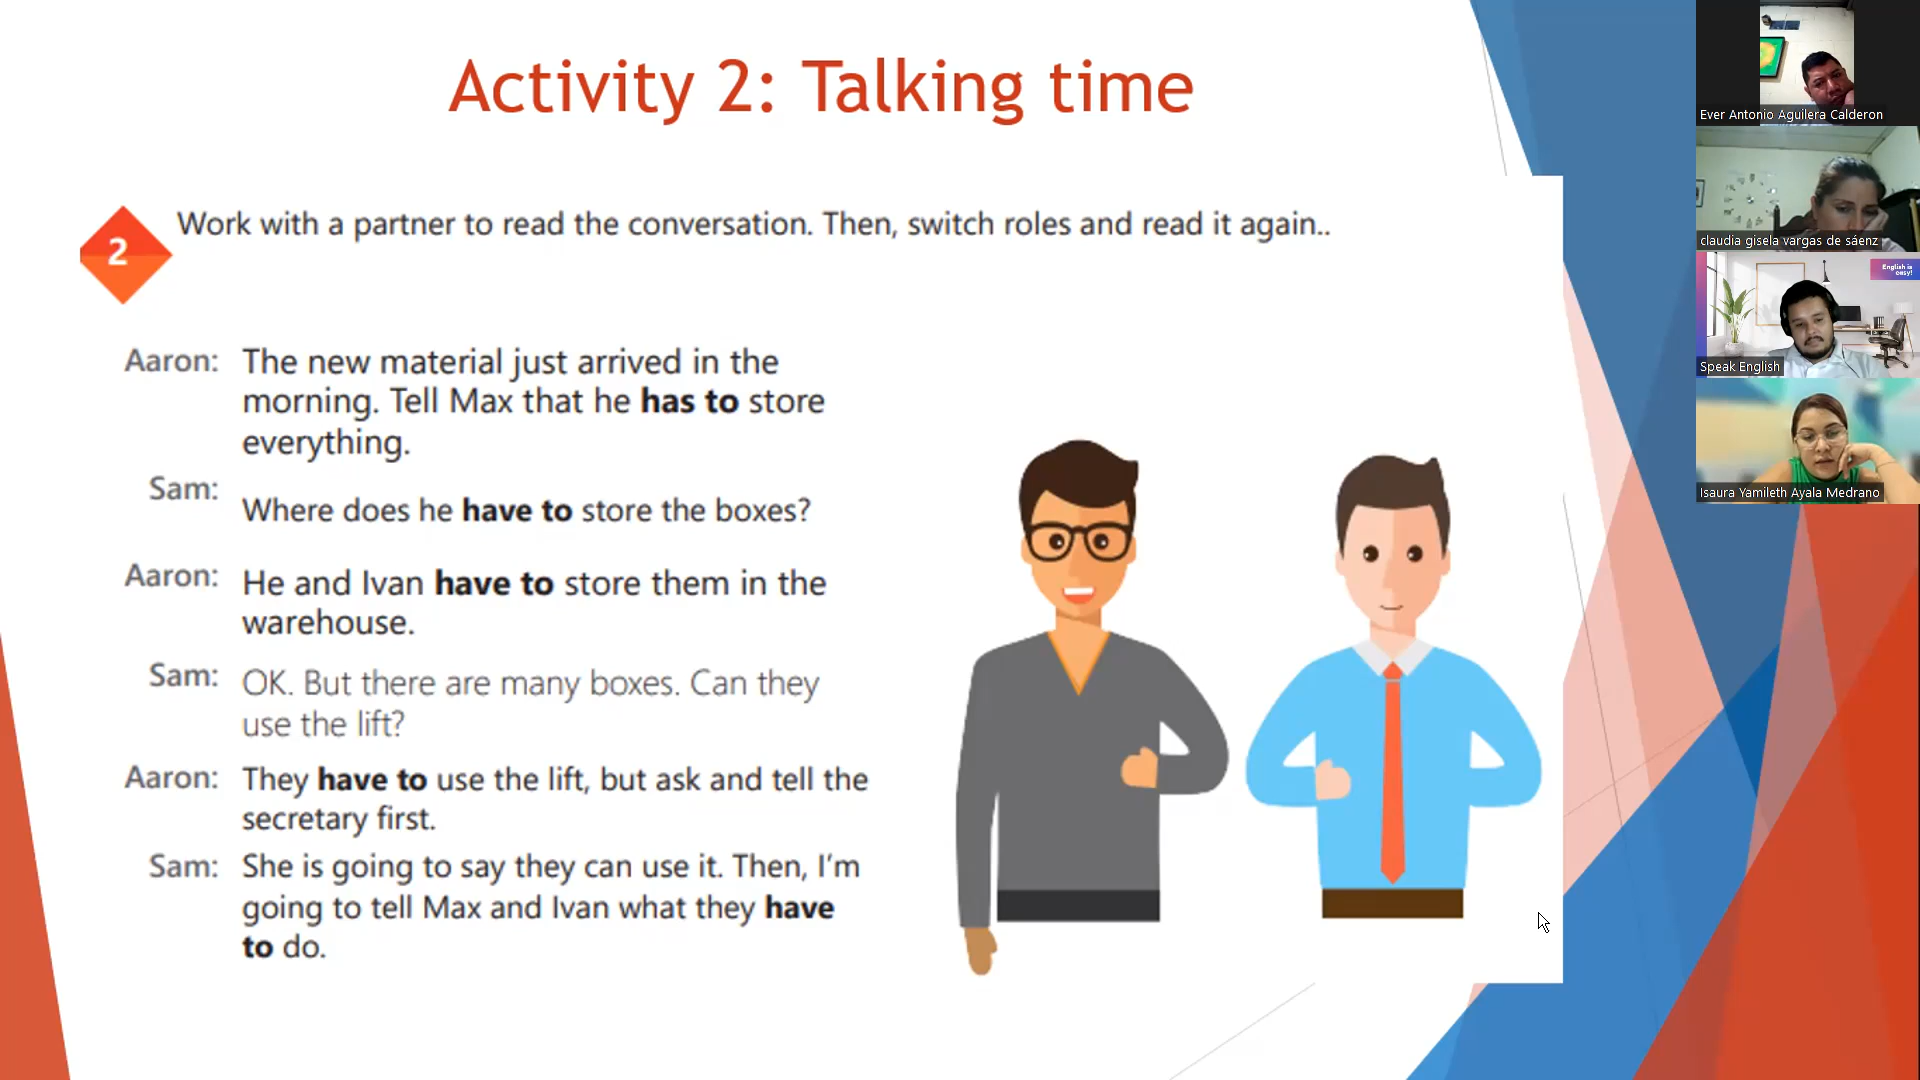 Activity 2: Talking time
2
Work with a partner to read the conversation. Then, switch roles and read it again..
Aaron: The new material just arrived in the
morning. Tell Max that he has to store
everything.
Sam: Where does he have to store the boxes?
Aaron: He and Ivan have to store them in the
warehouse.
Sam: OK. But there are many boxes. Can they
use the lift?
Aaron: They have to use the lift, but ask and tell the
secretary first.
Sam: She is going to say they can use it. Then, I'm
going to tell Max and Ivan what they have
to do.
Ever Antonio Aguilera Calderon
claudia gisela vargas de sáenz
English is
easy!
Speak English
Isaura Yamileth Ayala Medrano